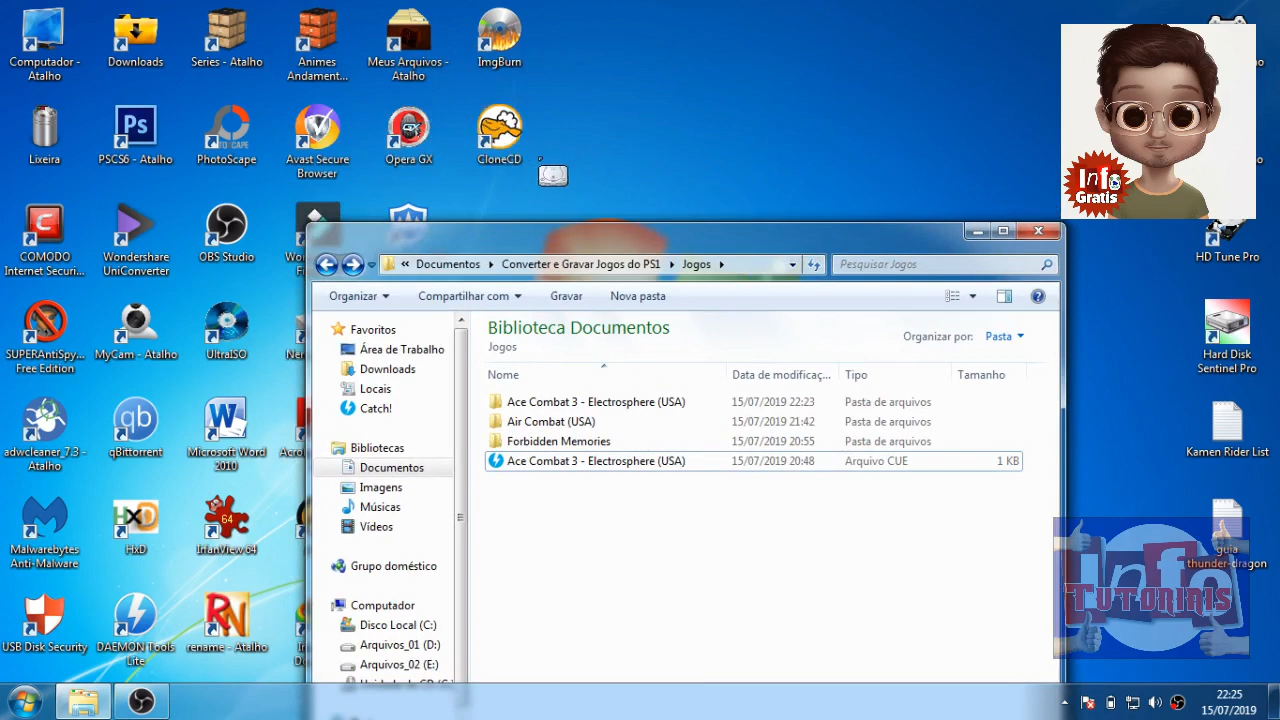 Computador -
Atalho
Downloads
Series - Atalho
Animes
Andament...
Meus Arquivos -
Atalho
ImgBurn
Lixeira
PSCS6 - Atalho
PhotoScape
Avast Secure
Browser
Opera GX
CloneCD
Info
Gratis
COMODO
Internet Securi...
Wondershare
UniConverter
OBS Studio
HD Tune Pro
Documentos
Converter e Gravar Jogos do PS1
Jogos
Pesquisar Jogos
Organizar
Compartilhar com
Gravar
Nova pasta
SUPERAntiSpy...
Free Edition
MyCam - Atalho
UltraISO
Hard Disk
Sentinel Pro
Favoritos
Área de Trabalho
Downloads
Locais
Catch!
Bibliotecas
Documentos
Imagens
Músicas
Vídeos
Grupo doméstico
Computador
Disco Local (C:)
Arquivos_01 (D:)
Arquivos_02 (E:)
Biblioteca Documentos
Jogos
Organizar por: Pasta
Nome Data de modificaç... Tipo Tamanho
Ace Combat 3 - Electrosphere (USA) 15/07/2019 22:23 Pasta de arquivos
Air Combat (USA) 15/07/2019 21:42 Pasta de arquivos
Forbidden Memories 15/07/2019 20:55 Pasta de arquivos
Ace Combat 3 - Electrosphere (USA) 15/07/2019 20:48 Arquivo CUE 1 KB
adwcleaner_7.3 -
Atalho
qBittorrent
Microsoft Word
2010
Kamen Rider List
Malwarebytes
Anti-Malware
HxD
IrfanView 64
guia
thunder-dragon
Info
Tutoriais
USB Disk Security
DAEMON Tools
Lite
rename - Atalho
22:25
15/07/2019